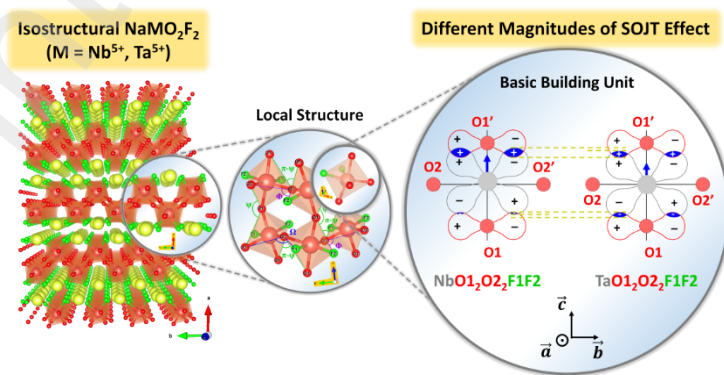 Isostructural NaMO₂F₂
(M = Nb⁵⁺, Ta⁵⁺)
Different Magnitudes of SOJT Effect
Local Structure
Basic Building Unit
O1' O1'
+ − + −
+ − + −
O2 O2' O2 O2'
− + − +
O1 O1
π-ψ
ψ
Φ
Ω
π-ψ
Φ
NbO1₂O2₂F1F2 TaO1₂O2₂F1F2
c
a b
a
b